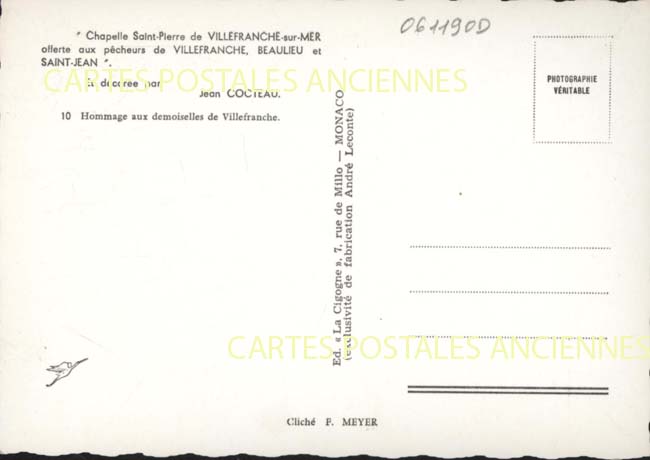 " Chapelle Saint-Pierre de VILLEFRANCHE-sur-MER
offerte aux pêcheurs de VILLEFRANCHE, BEAULIEU et
SAINT-JEAN ".
Et décorée par
Jean COCTEAU.
10 Hommage aux demoiselles de Villefranche.
061190D
PHOTOGRAPHIE
VÉRITABLE
Ed. « La Cigogne », 7, rue de Millo — MONACO
(exclusivité de fabrication André Leconte)
Cliché F. MEYER
CARTES POSTALES ANCIENNES
CARTES POSTALES ANCIENNES